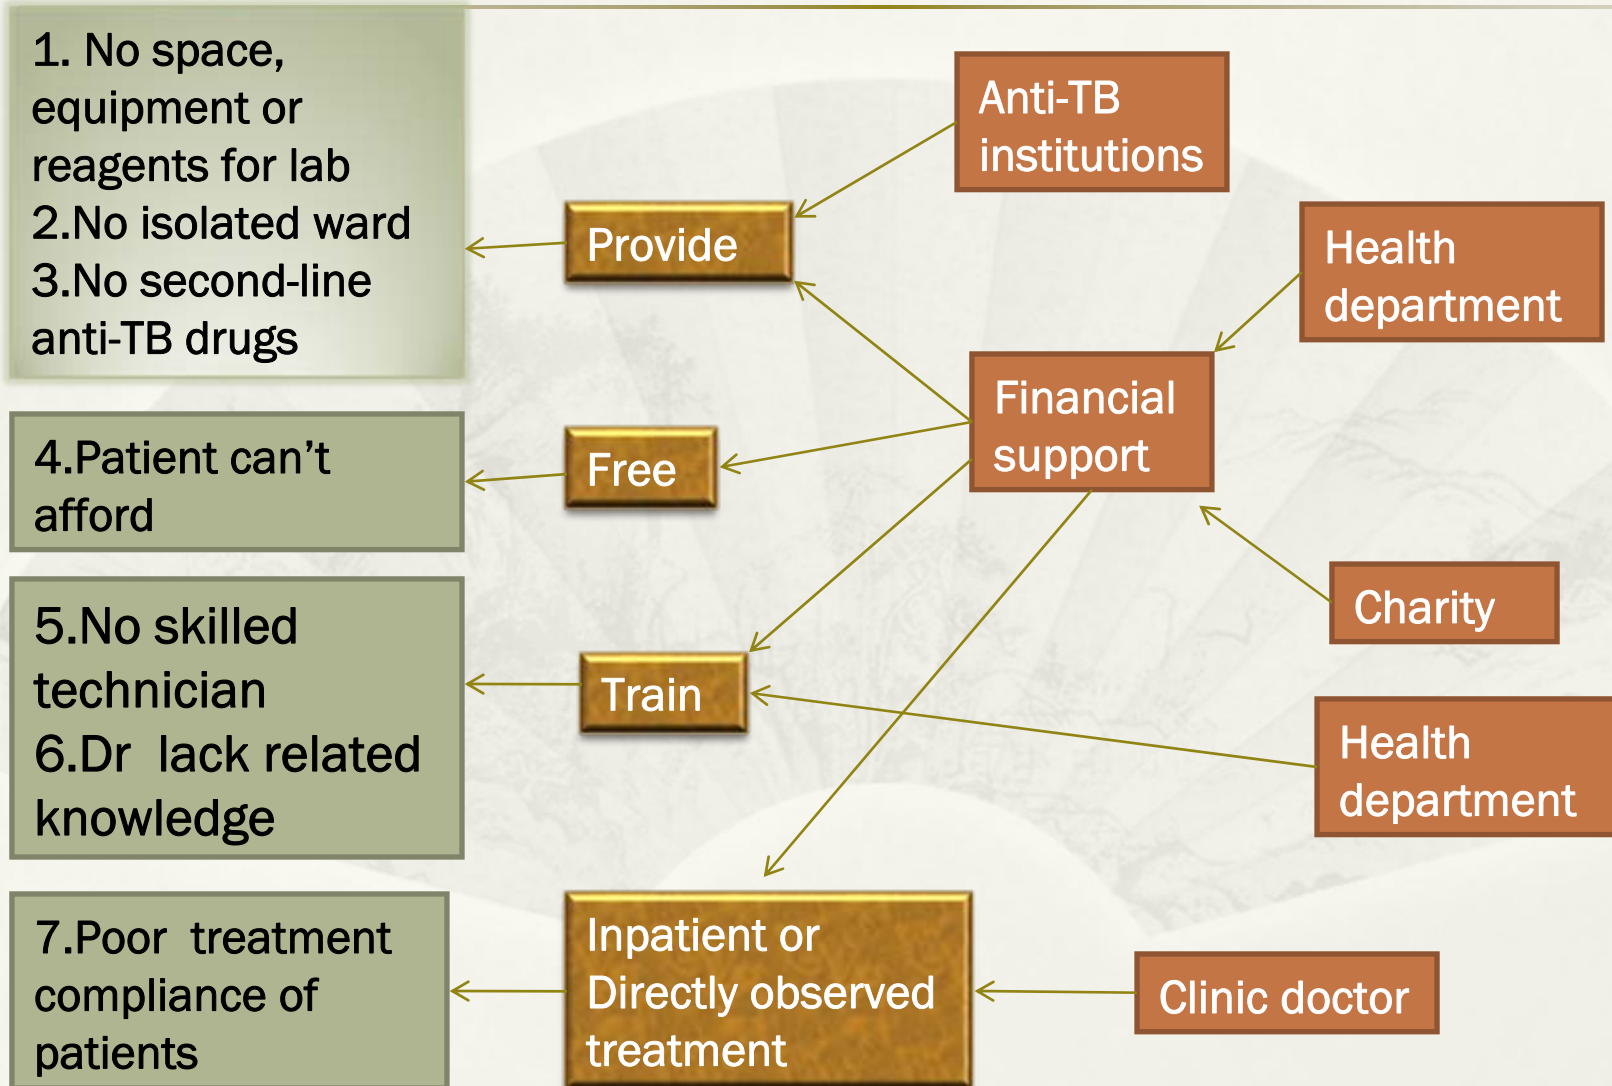 1. No space,
equipment or
reagents for lab
2.No isolated ward
3.No second-line
anti-TB drugs
4.Patient can’t
afford
5.No skilled
technician
6.Dr  lack related
knowledge
7.Poor  treatment
compliance of
patients
Provide
Free
Train
Inpatient or
Directly observed
treatment
Anti-TB
institutions
Health
department
Financial
support
Charity
Health
department
Clinic doctor